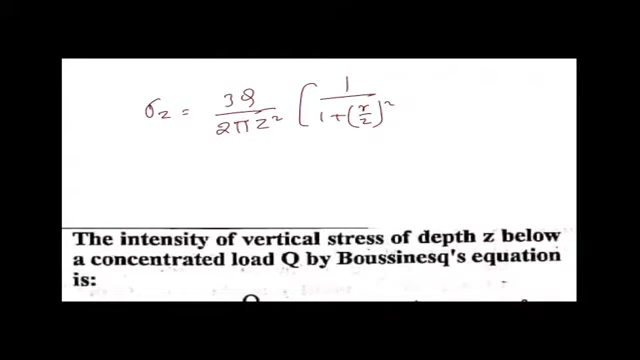 σz = 3Q / 2πz² [ 1 / 1+(r/z)²
The intensity of vertical stress of depth z below
a concentrated load Q by Boussinesq's equation
is: